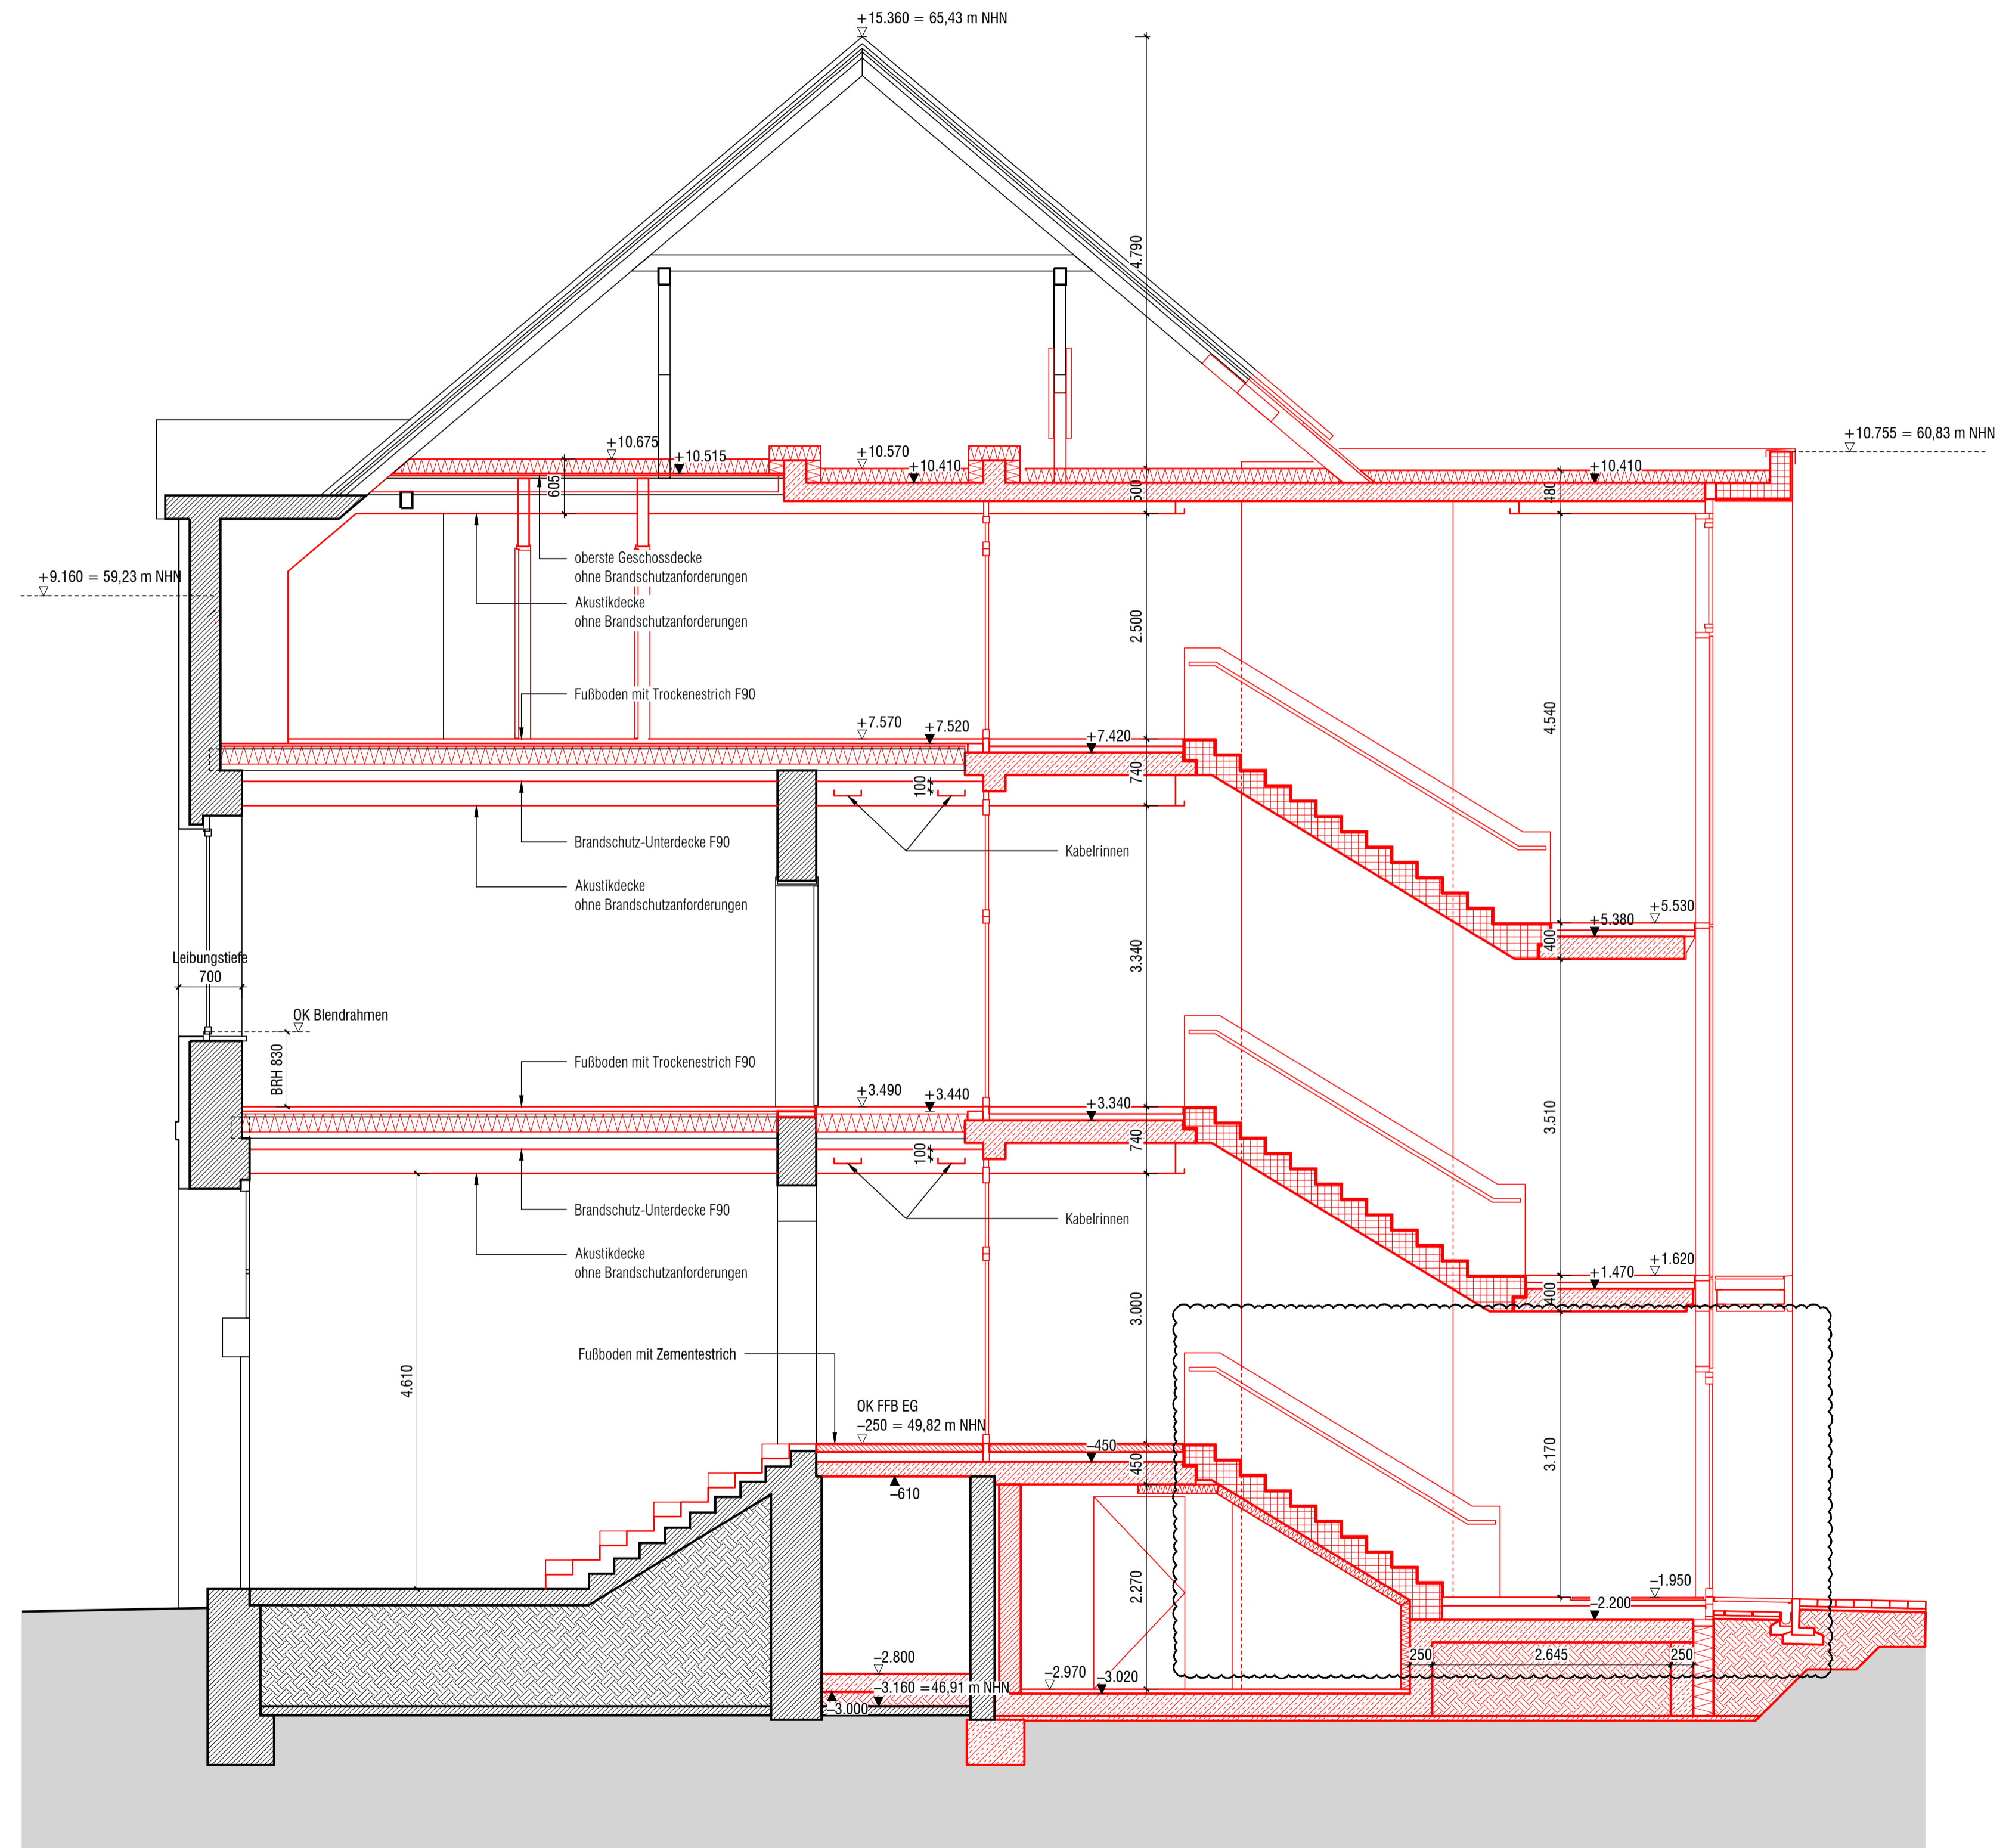 +15.360 = 65,43 m NHN
4.790
+10.675
+10.515
+10.570
+10.410
+10.410
+10.755 = 60,83 m NHN
605
500
480
oberste Geschossdecke
ohne Brandschutzanforderungen
+9.160 = 59,23 m NHN
Akustikdecke
ohne Brandschutzanforderungen
2.500
Fußboden mit Trockenestrich F90
4.540
+7.570
+7.520
+7.420
740
100
Brandschutz-Unterdecke F90
Kabelrinnen
Akustikdecke
ohne Brandschutzanforderungen
+5.530
+5.380
400
Leibungstiefe
700
3.340
OK Blendrahmen
BRH 830
Fußboden mit Trockenestrich F90
+3.490
+3.440
+3.340
3.510
740
100
Brandschutz-Unterdecke F90
Kabelrinnen
Akustikdecke
ohne Brandschutzanforderungen
+1.620
+1.470
400
3.000
4.610
Fußboden mit Zementestrich
OK FFB EG
–250 = 49,82 m NHN
–450
450
3.170
–610
2.270
–1.950
–2.200
250
2.645
250
–2.800
–2.970
–3.020
–3.160 =46,91 m NHN
–3.000